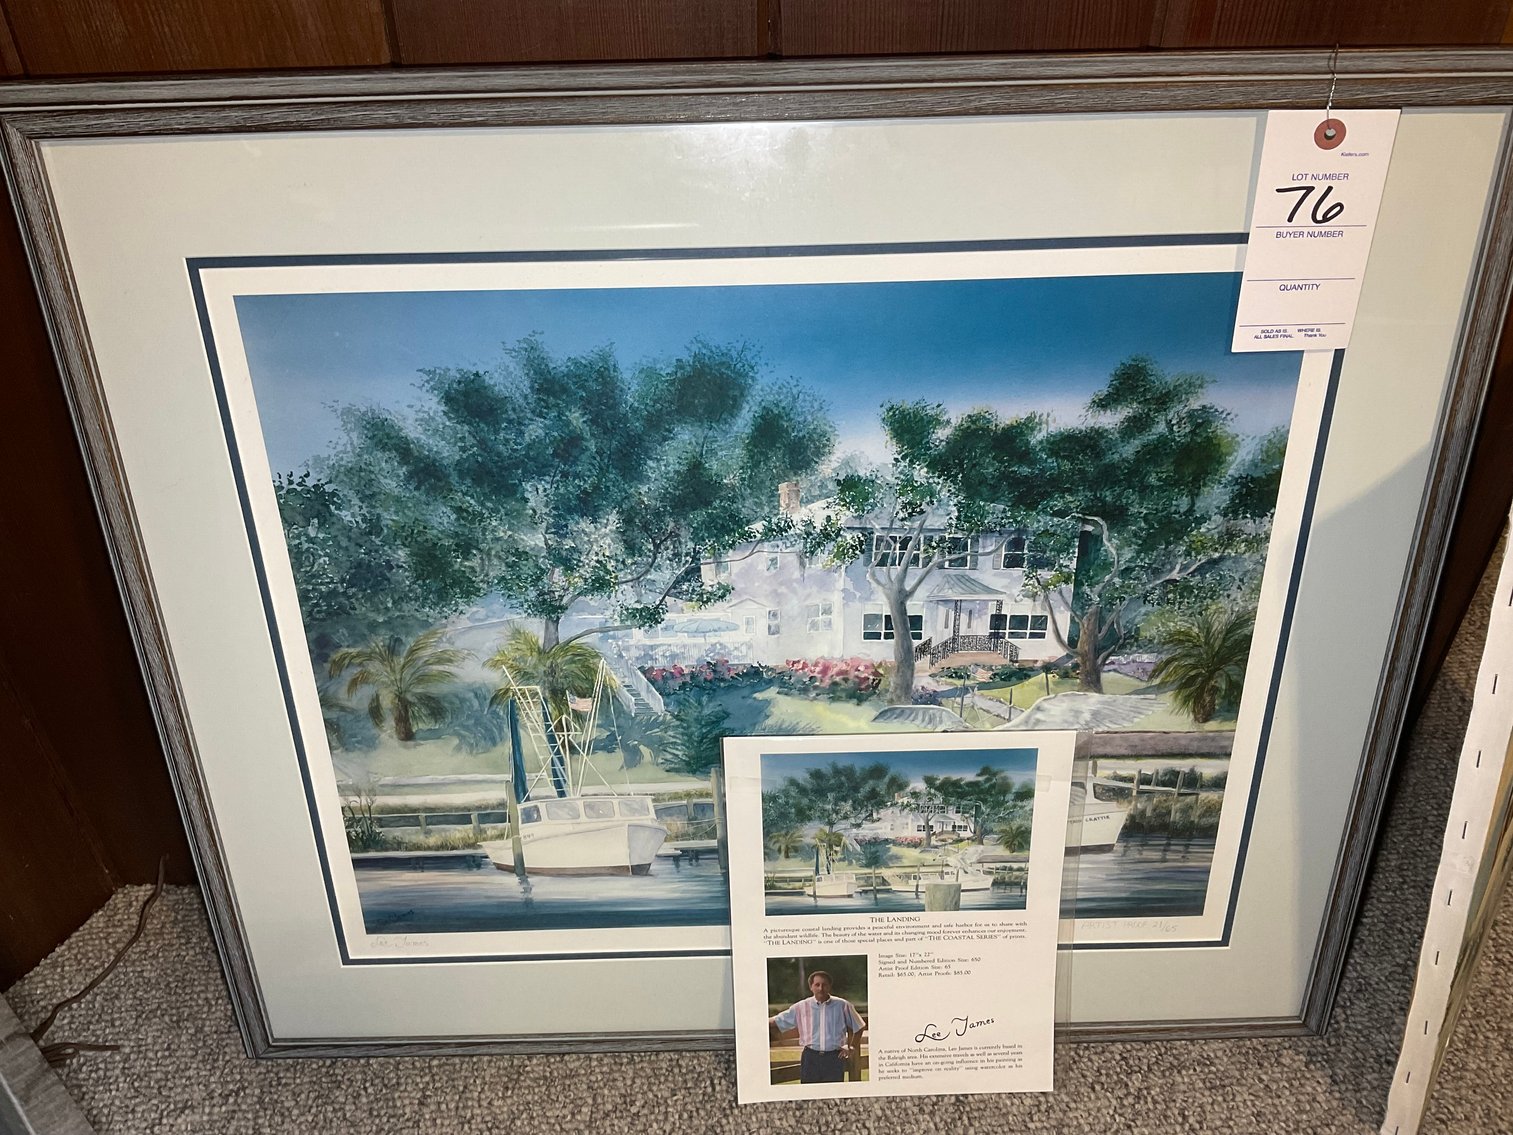 Kiefers.com
LOT NUMBER
76
BUYER NUMBER
QUANTITY
SOLD AS IS. WHERE IS.
ALL SALES FINAL. Thank You
CRATTIE
Lee James
ARTIST PROOF 21/65
THE LANDING
A picturesque coastal landing provides a peaceful environment and safe harbor for us to share with
the abundant wildlife. The beauty of the water and its changing mood forever enhances our enjoyment.
"THE LANDING" is one of those special places and part of "THE COASTAL SERIES" of prints.
Image Size: 17" x 22"
Signed and Numbered Edition Size: 650
Artist Proof Edition Size: 65
Retail: $65.00, Artist Proofs: $85.00
Lee James
A native of North Carolina, Lee James is currently based in
the Raleigh area. His extensive travels as well as several years
in California have an on-going influence in his painting as
he seeks to "improve on reality" using watercolor as his
preferred medium.